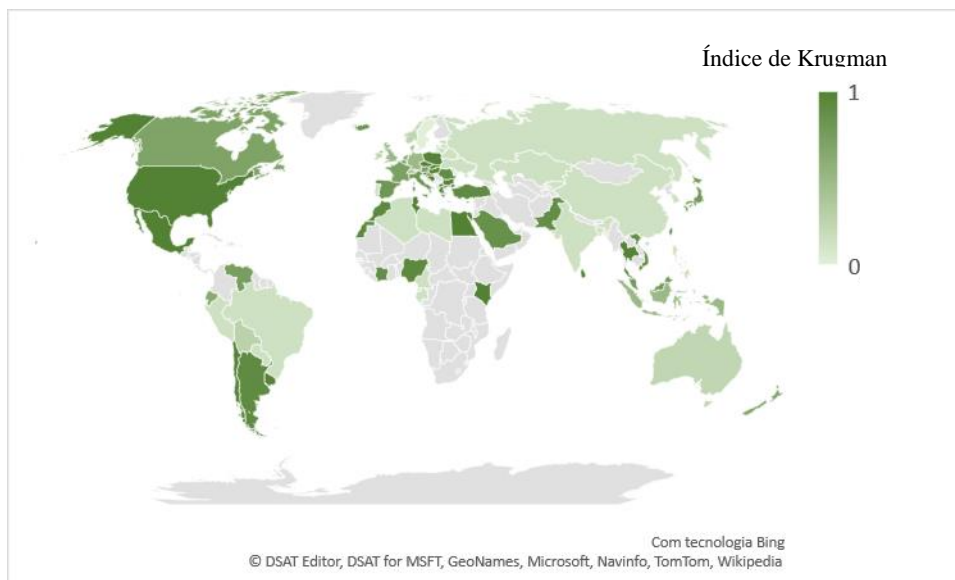 Índice de Krugman
1
0
Com tecnologia Bing
© DSAT Editor, DSAT for MSFT, GeoNames, Microsoft, Navinfo, TomTom, Wikipedia